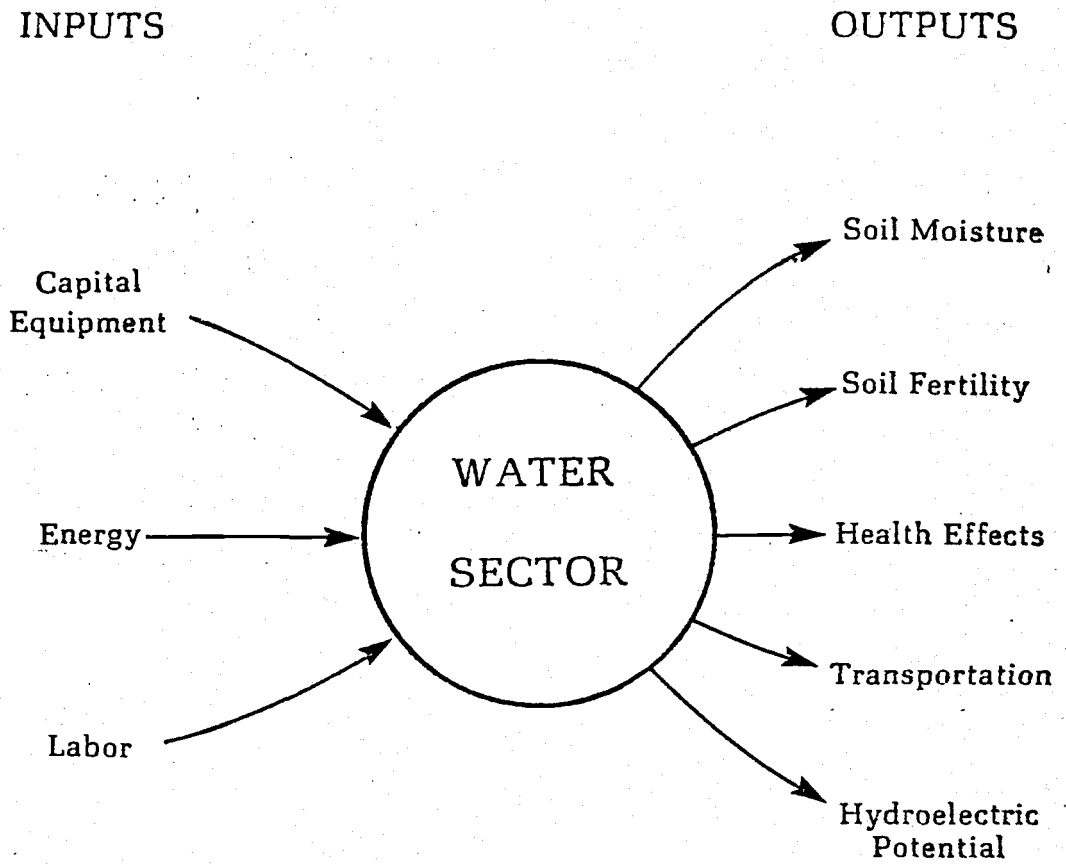 INPUTS
OUTPUTS
Soil Moisture
Capital
Equipment
Soil Fertility
WATER
SECTOR
Energy
Health Effects
Labor
Transportation
Hydroelectric
Potential